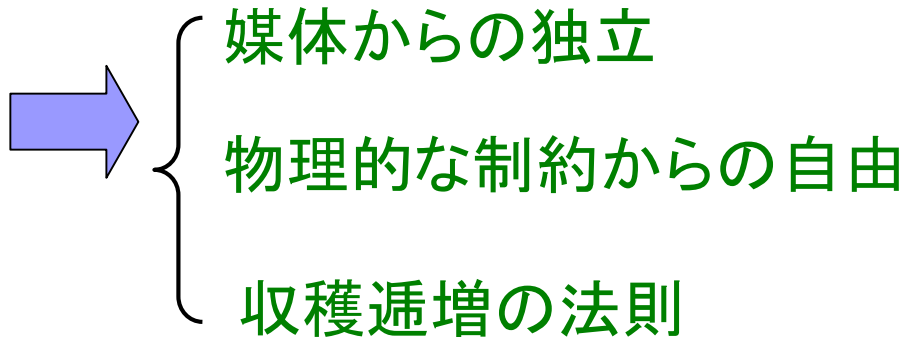 媒体からの独立
物理的な制約からの自由
収穫逓増の法則